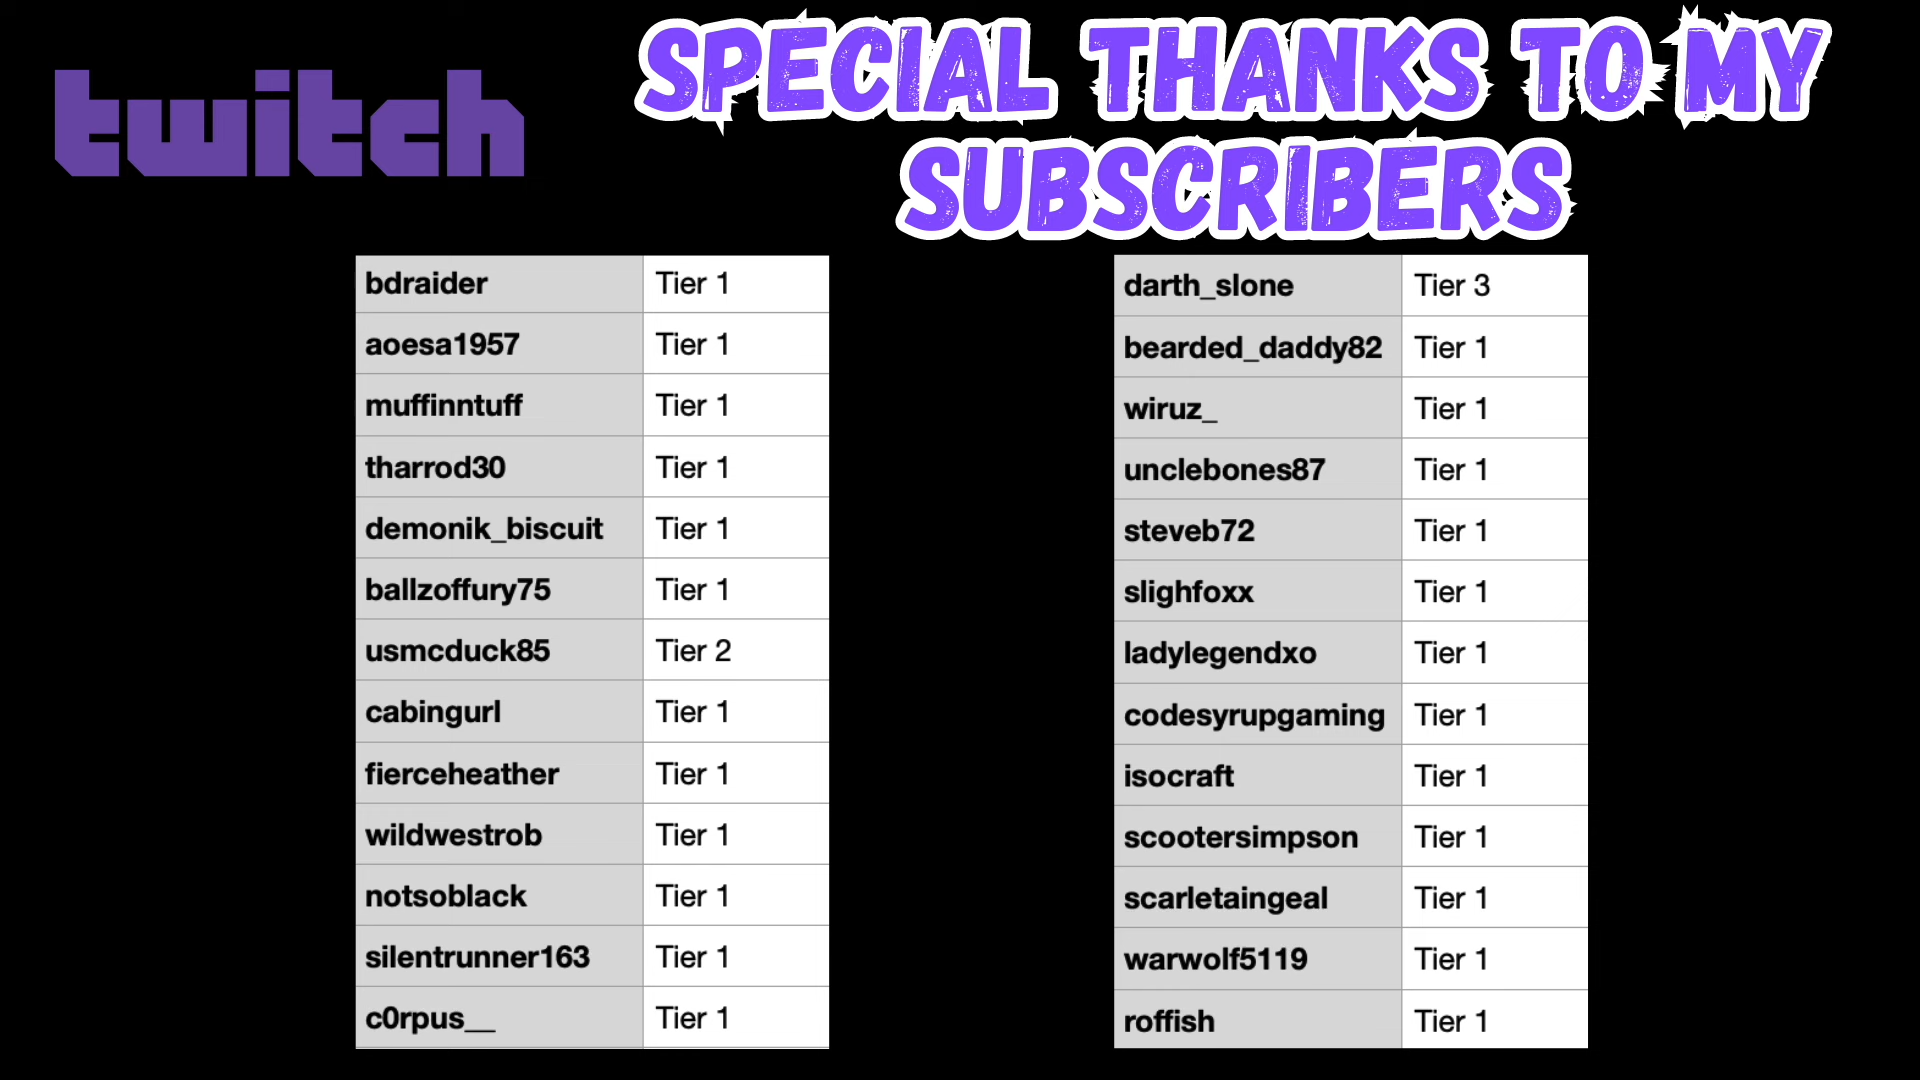 twitch
SPECIAL THANKS TO MY
SUBSCRIBERS
bdraider Tier 1
aoesa1957 Tier 1
muffinntuff Tier 1
tharrod30 Tier 1
demonik_biscuit Tier 1
ballzoffury75 Tier 1
usmcduck85 Tier 2
cabingurl Tier 1
fierceheather Tier 1
wildwestrob Tier 1
notsoblack Tier 1
silentrunner163 Tier 1
c0rpus__ Tier 1
darth_slone Tier 3
bearded_daddy82 Tier 1
wiruz_ Tier 1
unclebones87 Tier 1
steveb72 Tier 1
slighfoxx Tier 1
ladylegendxo Tier 1
codesyrupgaming Tier 1
isocraft Tier 1
scootersimpson Tier 1
scarletaingeal Tier 1
warwolf5119 Tier 1
roffish Tier 1